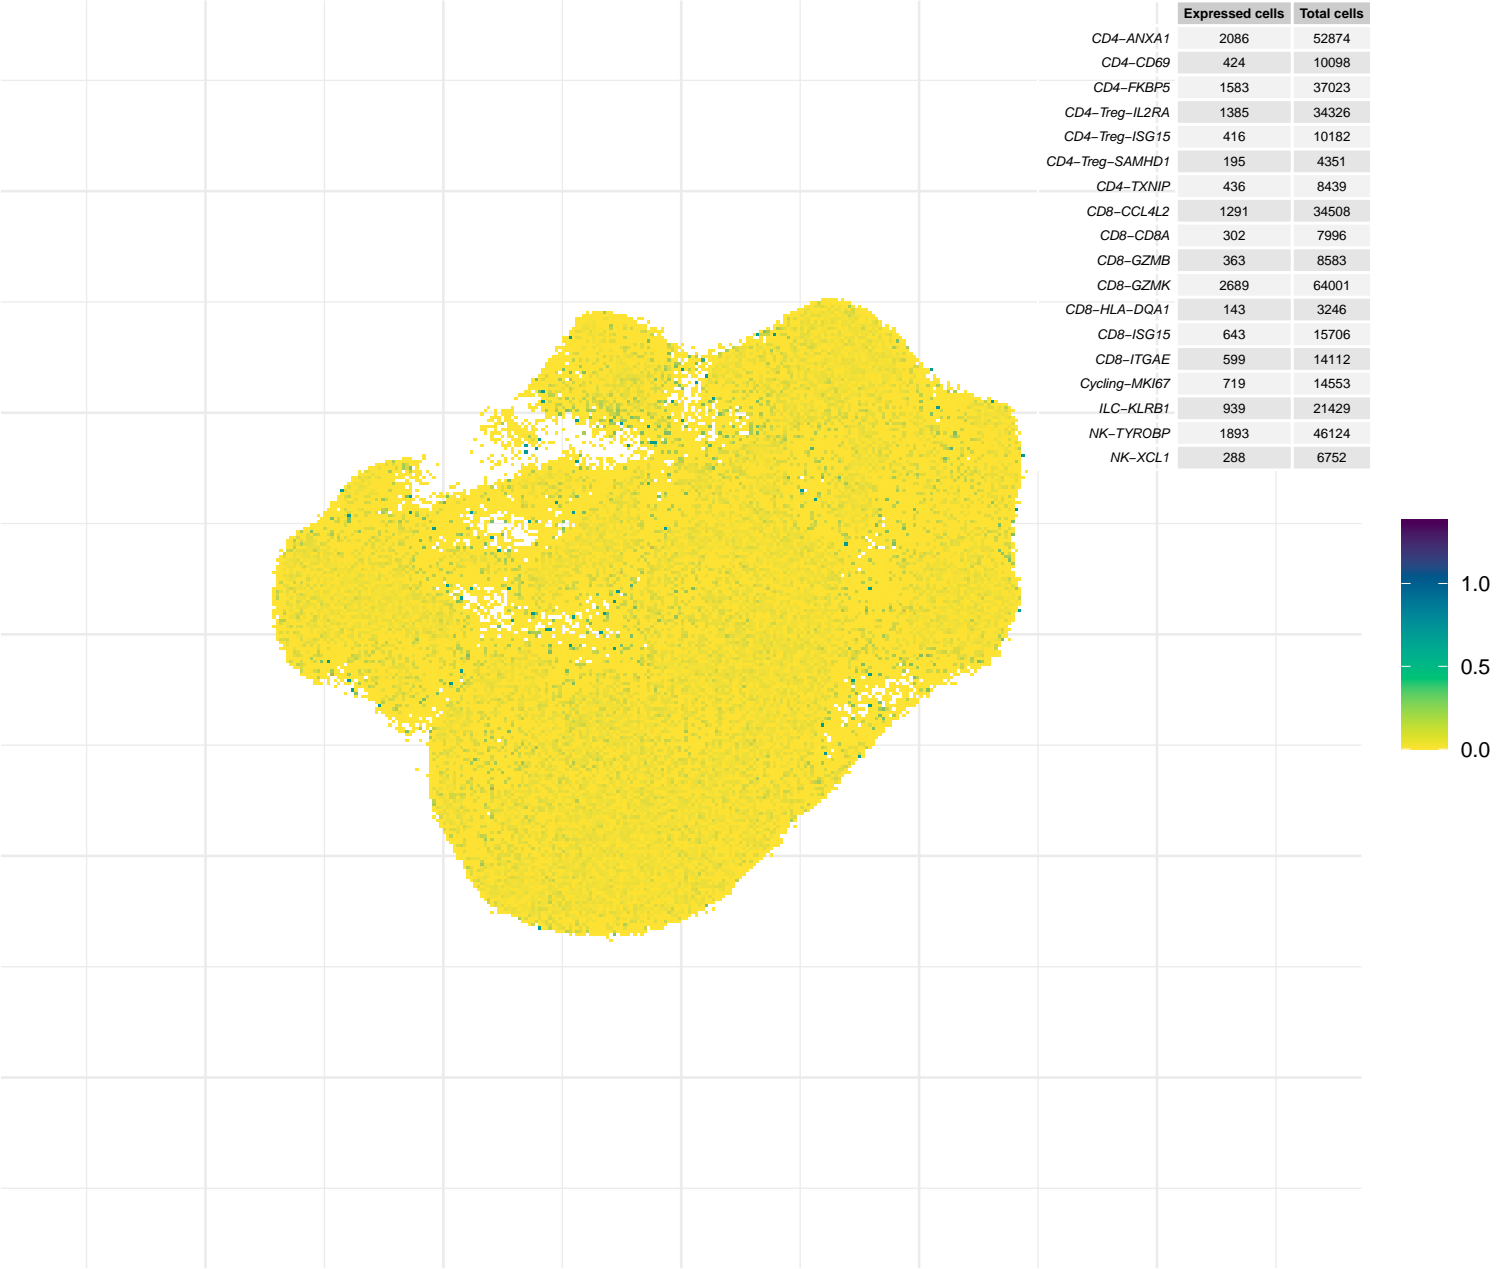 Expressed cells Total cells
CD4−ANXA1 2086 52874
CD4−CD69 424 10098
CD4−FKBP5 1583 37023
CD4−Treg−IL2RA 1385 34326
CD4−Treg−ISG15 416 10182
CD4−Treg−SAMHD1 195 4351
CD4−TXNIP 436 8439
CD8−CCL4L2 1291 34508
CD8−CD8A 302 7996
CD8−GZMB 363 8583
CD8−GZMK 2689 64001
CD8−HLA−DQA1 143 3246
CD8−ISG15 643 15706
CD8−ITGAE 599 14112
Cycling−MKI67 719 14553
ILC−KLRB1 939 21429
NK−TYROBP 1893 46124
NK−XCL1 288 6752
1.0
0.5
0.0